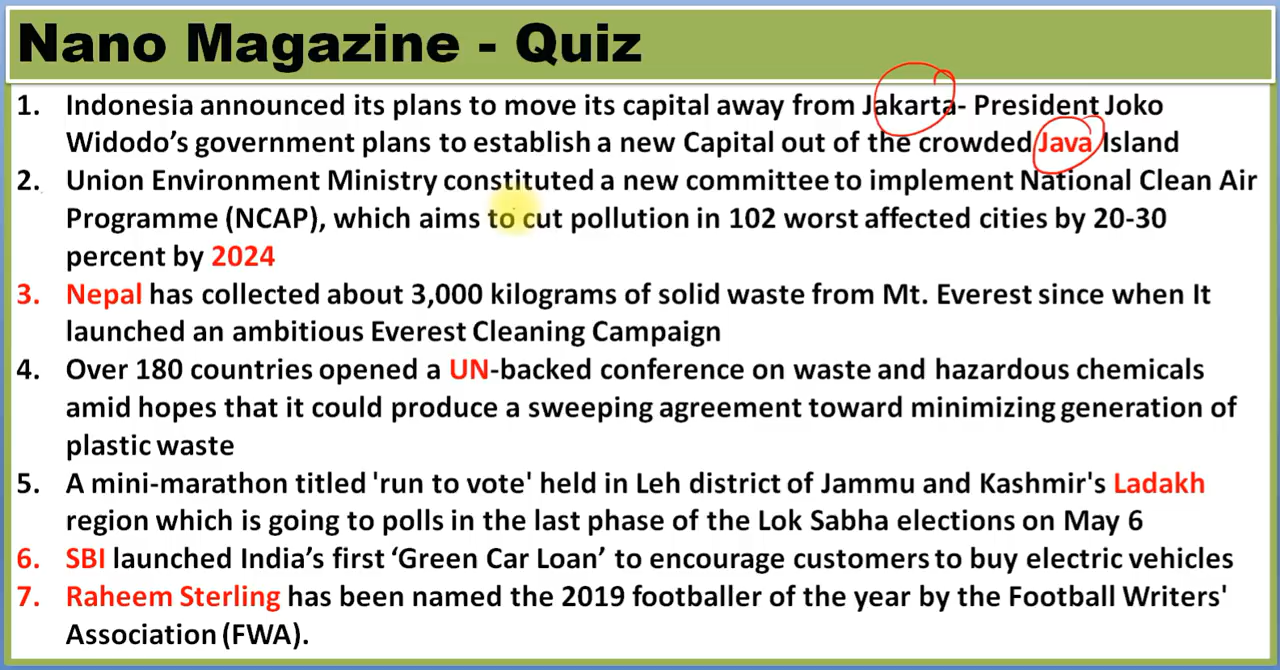 Nano Magazine - Quiz
1. Indonesia announced its plans to move its capital away from Jakarta- President Joko
Widodo’s government plans to establish a new Capital out of the crowded Java Island
2. Union Environment Ministry constituted a new committee to implement National Clean Air
Programme (NCAP), which aims to cut pollution in 102 worst affected cities by 20-30
percent by 2024
3. Nepal has collected about 3,000 kilograms of solid waste from Mt. Everest since when It
launched an ambitious Everest Cleaning Campaign
4. Over 180 countries opened a UN-backed conference on waste and hazardous chemicals
amid hopes that it could produce a sweeping agreement toward minimizing generation of
plastic waste
5. A mini-marathon titled 'run to vote' held in Leh district of Jammu and Kashmir's Ladakh
region which is going to polls in the last phase of the Lok Sabha elections on May 6
6. SBI launched India’s first ‘Green Car Loan’ to encourage customers to buy electric vehicles
7. Raheem Sterling has been named the 2019 footballer of the year by the Football Writers'
Association (FWA).